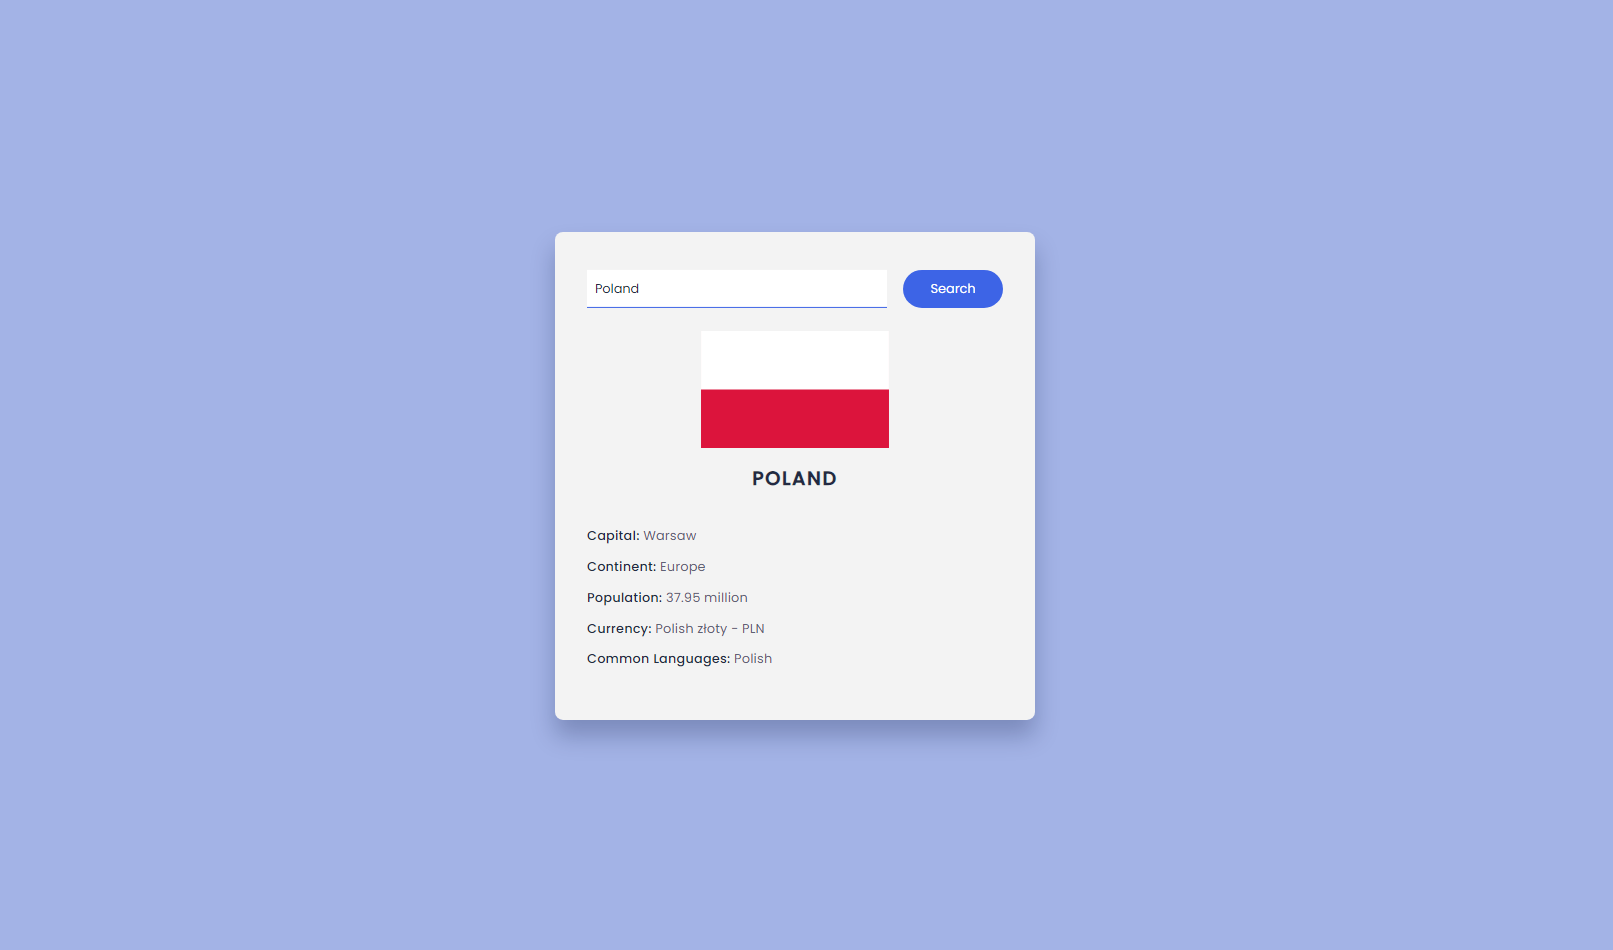 Poland
Search
POLAND
Capital: Warsaw
Continent: Europe
Population: 37.95 million
Currency: Polish złoty - PLN
Common Languages: Polish